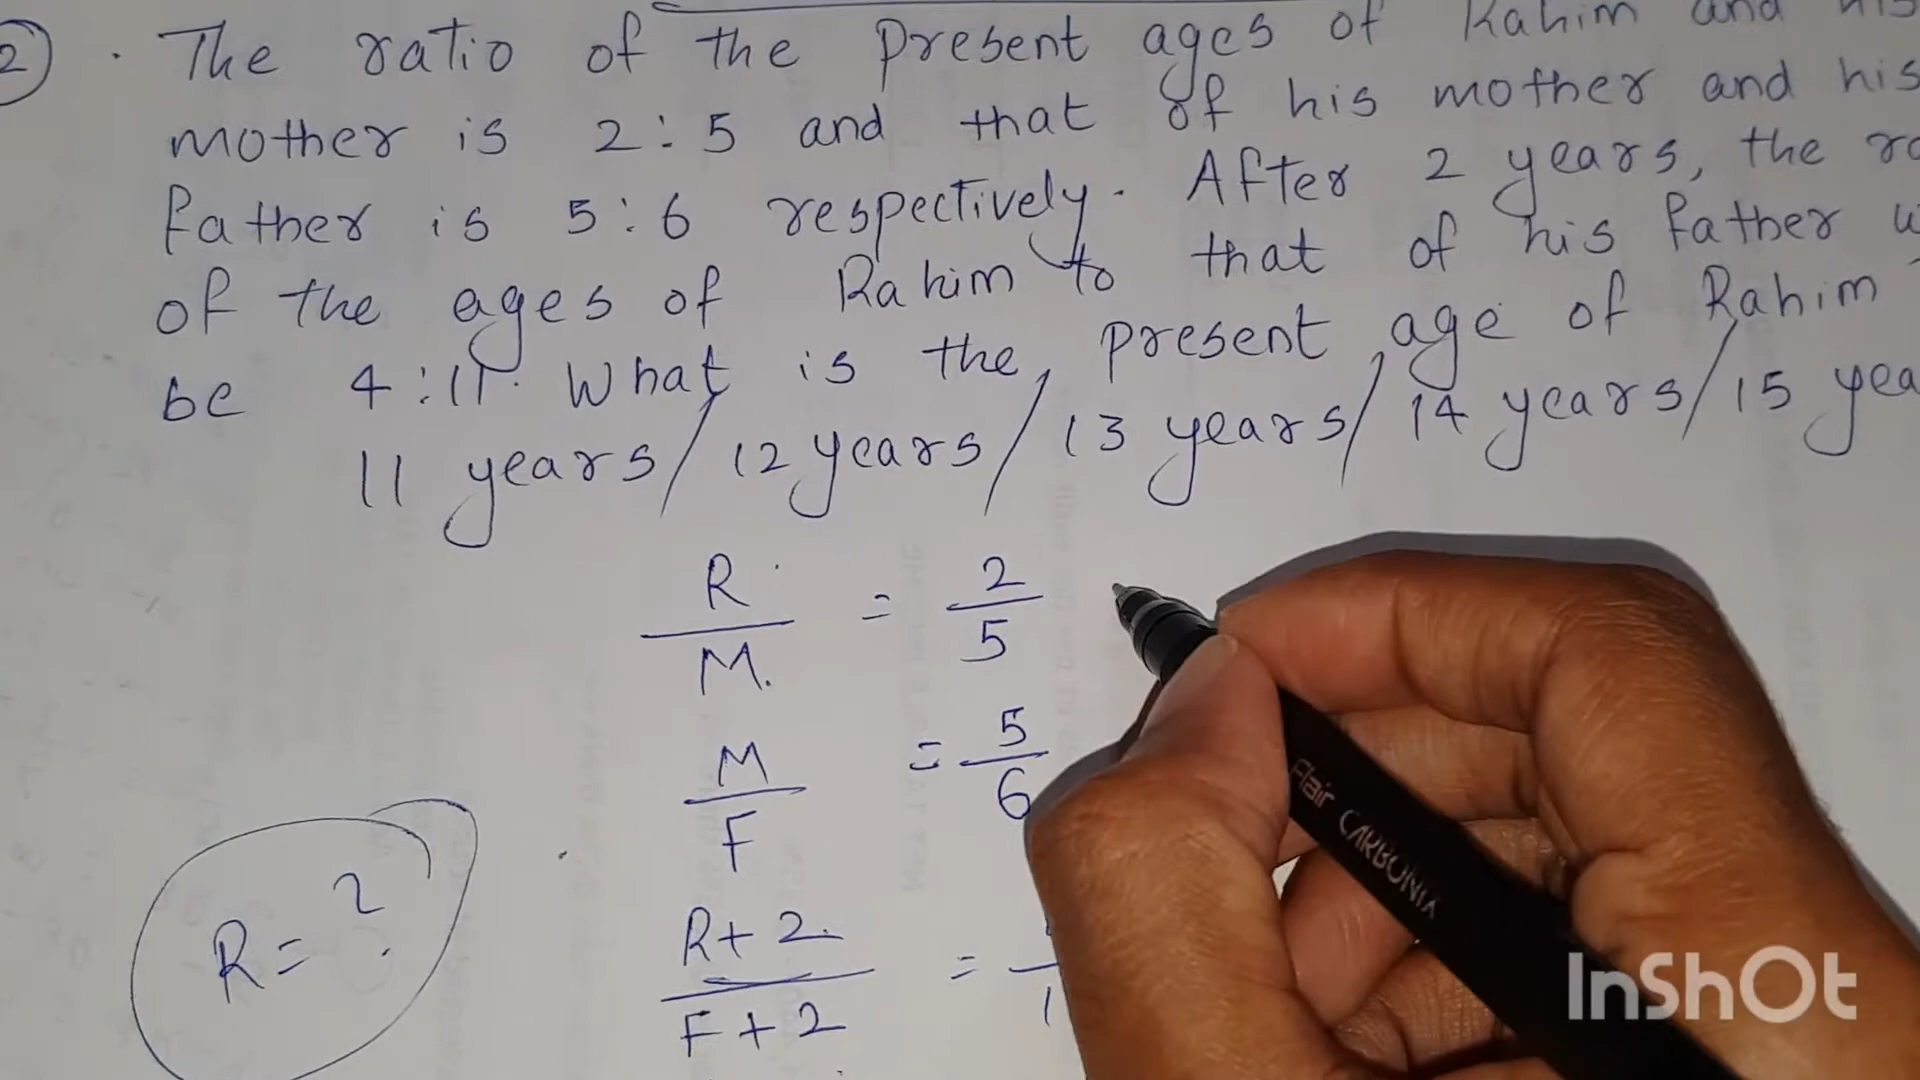 2
The ratio of the Present ages of Rahim and his
mother is 2:5 and that of his mother and his
father is 5:6 respectively. After 2 years, the
of the ages of Rahim to that of his father
be 4:11. What is the present age of Rahim
11 years/12 years/13 years/14 years/15
R/M. = 2/5
M/F = 5/6
R+2/F+2 =
R = ?
Flair CARBONIX
InShOt